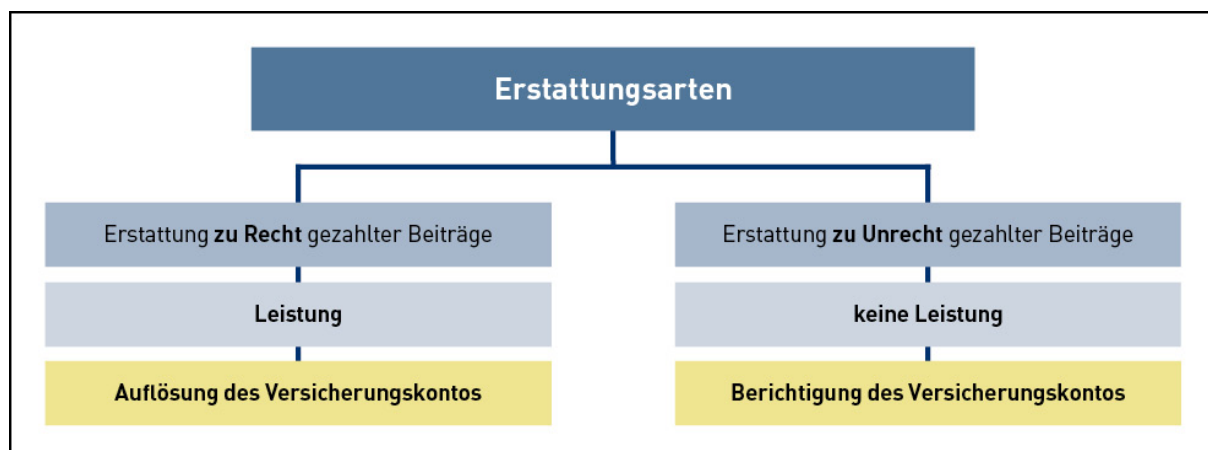 Erstattungsarten
Erstattung zu Recht gezahlter Beiträge
Leistung
Auflösung des Versicherungskontos
Erstattung zu Unrecht gezahlter Beiträge
keine Leistung
Berichtigung des Versicherungskontos